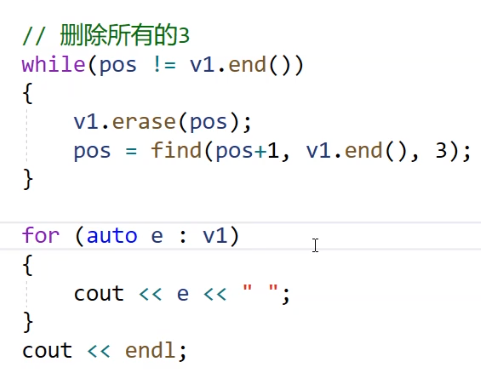 // 删除所有的3
while(pos != v1.end())
{
    v1.erase(pos);
    pos = find(pos+1, v1.end(), 3);
}
for (auto e : v1)
{
    cout << e << " ";
}
cout << endl;